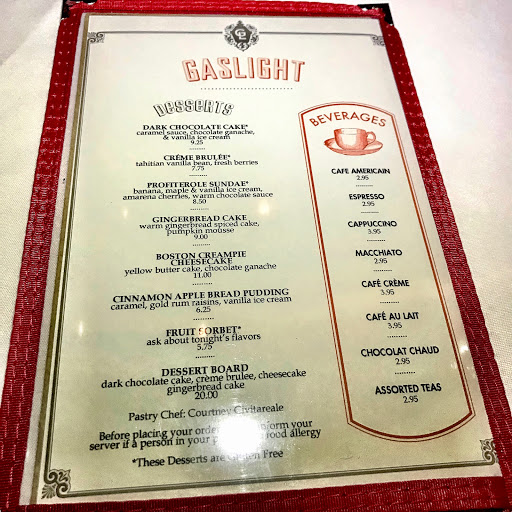 GASLIGHT
DESSERTS
DARK CHOCOLATE CAKE*
caramel sauce, chocolate ganache,
& vanilla ice cream
9.25
CRÉME BRULÉE*
tahitian vanilla bean, fresh berries
7.75
PROFITEROLE SUNDAE*
banana, maple & vanilla ice cream,
amarena cherries, warm chocolate sauce
8.50
GINGERBREAD CAKE
warm gingerbread spiced cake,
pumpkin mousse
9.00
BOSTON CREAMPIE
CHEESECAKE
yellow butter cake, chocolate ganache
11.00
CINNAMON APPLE BREAD PUDDING
caramel, gold rum raisins, vanilla icing
6.25
FRUIT SORBET*
ask about tonight's flavors
5.75
DESSERT BOARD
dark chocolate cake, crème brulee, cheesecake
gingerbread cake
20.00
Pastry Chef: Courtney Civitareale
Before placing your order inform your
server if a person in your food allergy
*These Desserts are Free
BEVERAGES
CAFE AMERICAIN
2.95
ESPRESSO
2.95
CAPPUCCINO
3.95
MACCHIATO
2.95
CAFÉ CRÈME
3.95
CAFÉ AU LAIT
3.95
CHOCOLAT CHAUD
2.95
ASSORTED TEAS
2.95